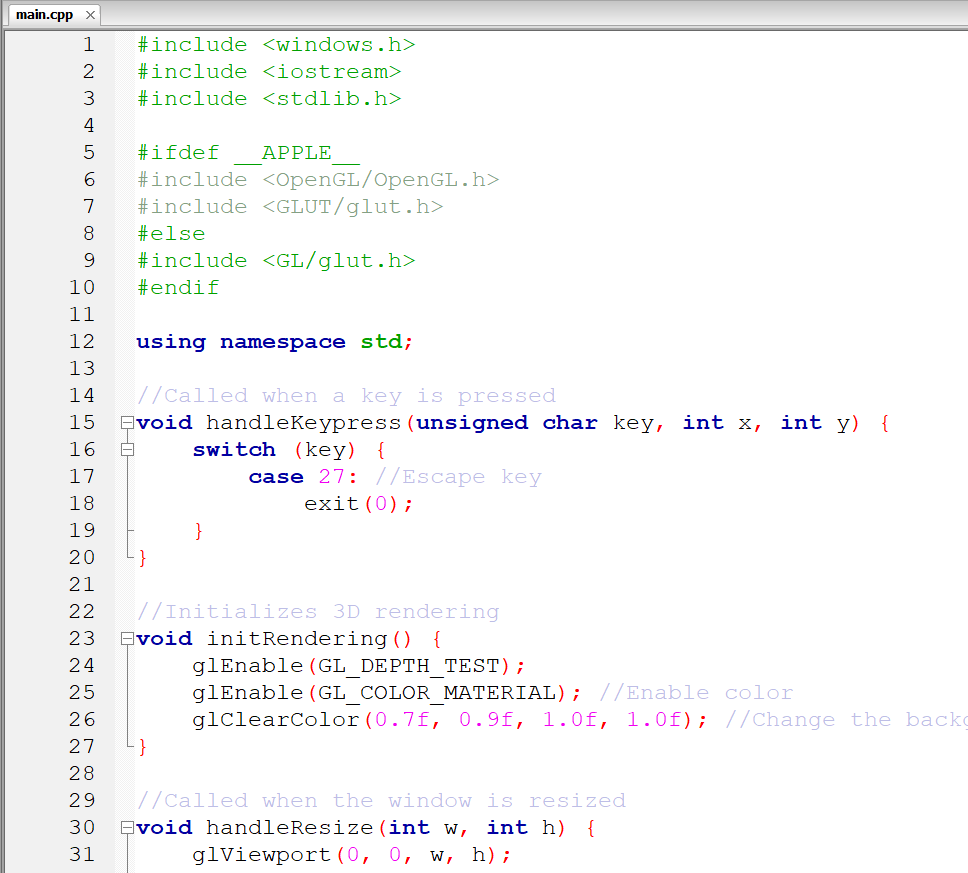 main.cpp
1 #include <windows.h>
2 #include <iostream>
3 #include <stdlib.h>
4
5 #ifdef __APPLE__
6 #include <OpenGL/OpenGL.h>
7 #include <GLUT/glut.h>
8 #else
9 #include <GL/glut.h>
10 #endif
11
12 using namespace std;
13
14 //Called when a key is pressed
15 void handleKeypress(unsigned char key, int x, int y) {
16     switch (key) {
17         case 27: //Escape key
18             exit(0);
19     }
20 }
21
22 //Initializes 3D rendering
23 void initRendering() {
24     glEnable(GL_DEPTH_TEST);
25     glEnable(GL_COLOR_MATERIAL); //Enable color
26     glClearColor(0.7f, 0.9f, 1.0f, 1.0f); //Change the
27 }
28
29 //Called when the window is resized
30 void handleResize(int w, int h) {
31     glViewport(0, 0, w, h);